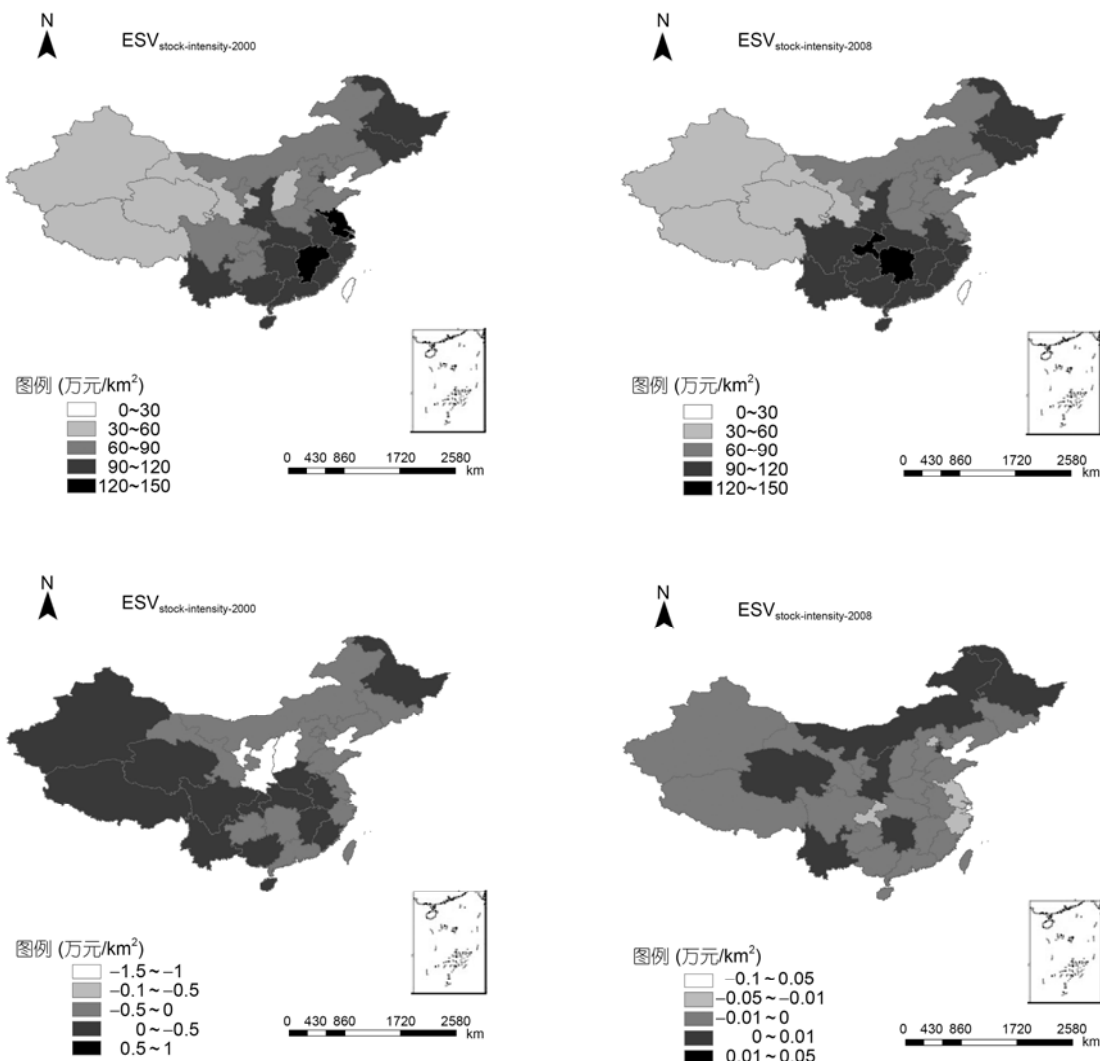 N
ESVstock-intensity-2000
图例 (万元/km²)
0~30
30~60
60~90
90~120
120~150
0 430 860 1720 2580
km
N
ESVstock-intensity-2008
图例 (万元/km²)
0~30
30~60
60~90
90~120
120~150
0 430 860 1720 2580
km
N
ESVstock-intensity-2000
图例 (万元/km²)
−1.5~−1
−0.1~−0.5
−0.5~0
0~−0.5
0.5~1
0 430 860 1720 2580
km
N
ESVstock-intensity-2008
图例 (万元/km²)
−0.1~0.05
−0.05~−0.01
−0.01~0
0~0.01
0.01~0.05
0 430 860 1720 2580
km